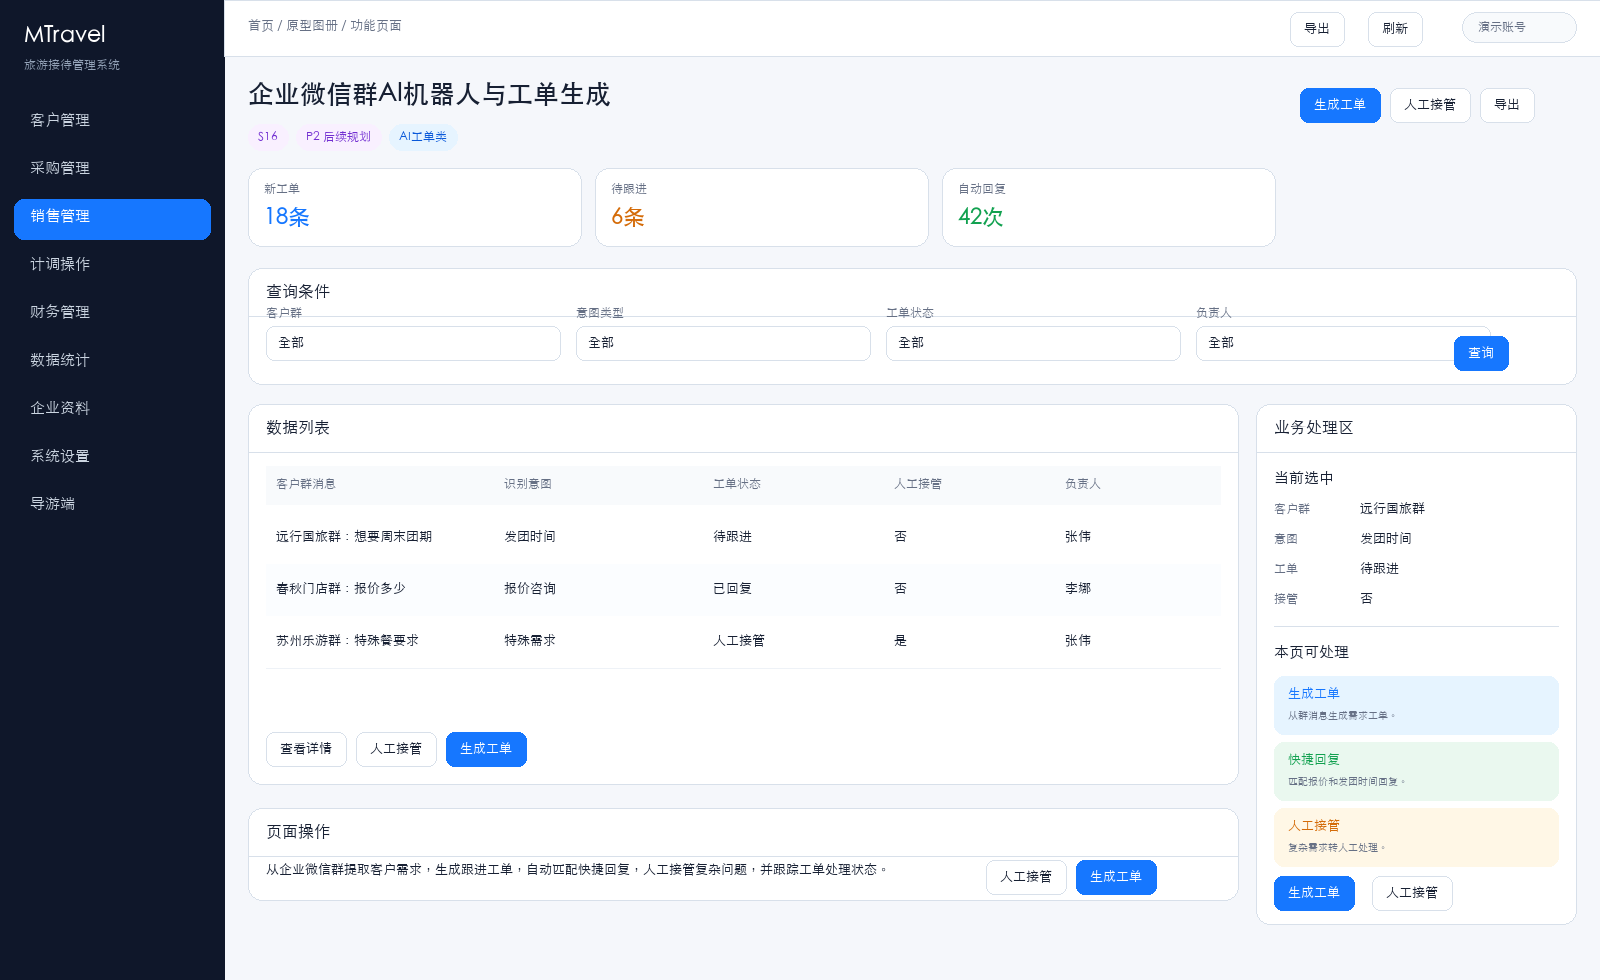 MTravel
旅游接待管理系统
客户管理
采购管理
销售管理
计调操作
财务管理
数据统计
企业资料
系统设置
导游端
首页 / 原型图册 / 功能页面
导出
刷新
演示账号
企业微信群AI机器人与工单生成
生成工单
人工接管
导出
S16
P2 后续规划
AI工单类
新工单
18条
待跟进
6条
自动回复
42次
查询条件
客户群
意图类型
工单状态
负责人
全部
全部
全部
全部
查询
数据列表
客户群消息 识别意图 工单状态 人工接管 负责人
远行国旅群：想要周末团期 发团时间 待跟进 否 张伟
春秋门店群：报价多少 报价咨询 已回复 否 李娜
苏州乐游群：特殊餐要求 特殊需求 人工接管 是 张伟
查看详情
人工接管
生成工单
页面操作
从企业微信群提取客户需求，生成跟进工单，自动匹配快捷回复，人工接管复杂问题，并跟踪工单处理状态。
人工接管
生成工单
业务处理区
当前选中
客户群 远行国旅群
意图 发团时间
工单 待跟进
接管 否
本页可处理
生成工单
从群消息生成需求工单。
快捷回复
匹配报价和发团时间回复。
人工接管
复杂需求转人工处理。
生成工单
人工接管